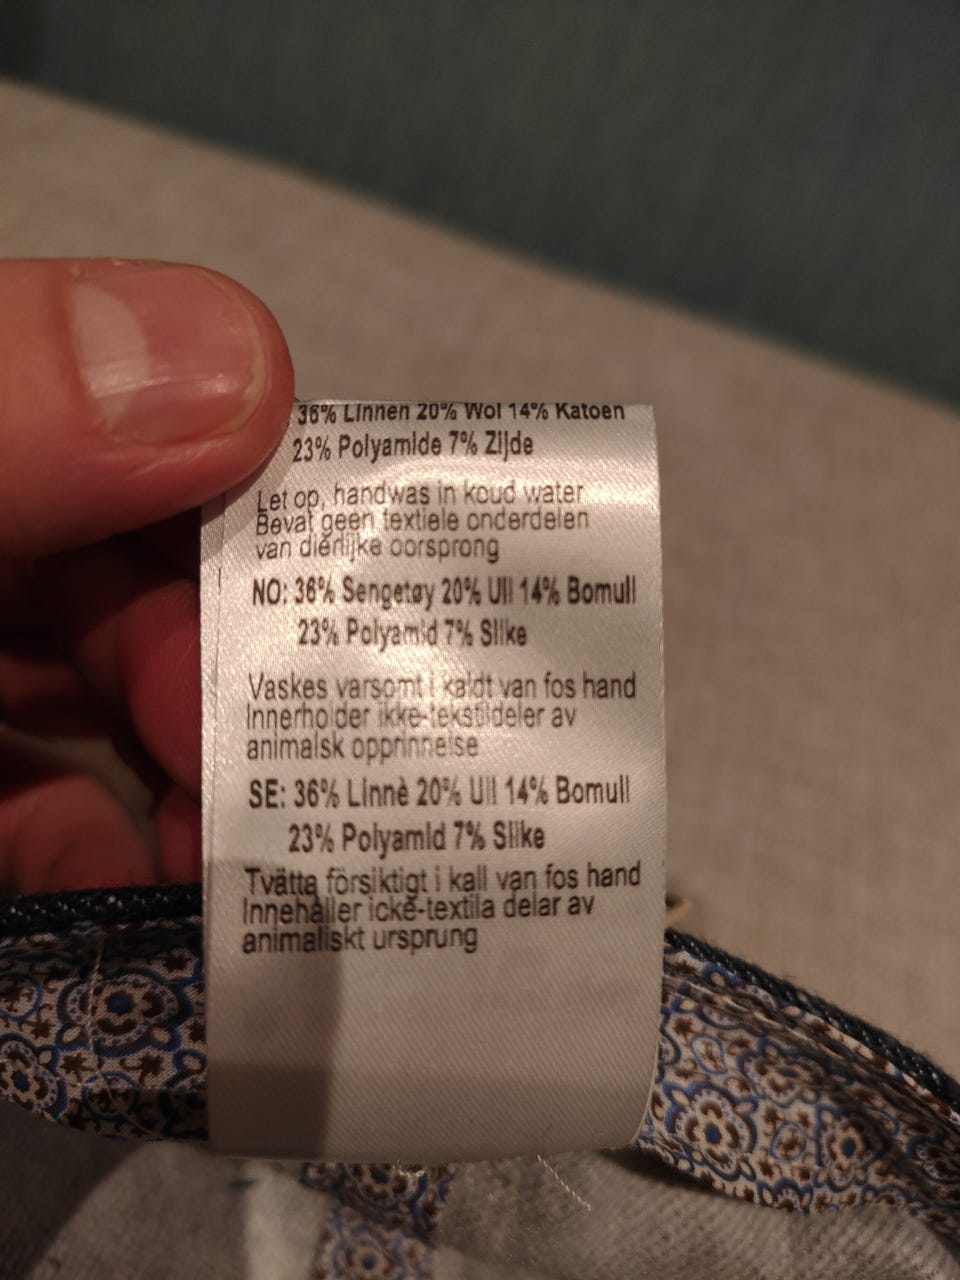 36% Linnen 20% Wol 14% Katoen
23% Polyamide 7% Zijde
Let op, handwas in koud water
Bevat geen textiele onderdelen
van dierlijke oorsprong
NO: 36% Sengetøy 20% Ull 14% Bomull
23% Polyamid 7% Silke
Vaskes varsomt i kaldt van fos hand
Innerholder ikke-tekstildeler av
animalsk opprinnelse
SE: 36% Linnè 20% Ull 14% Bomull
23% Polyamid 7% Silke
Tvätta försiktigt i kall van fos hand
Innehåller icke-textila delar av
animaliskt ursprung